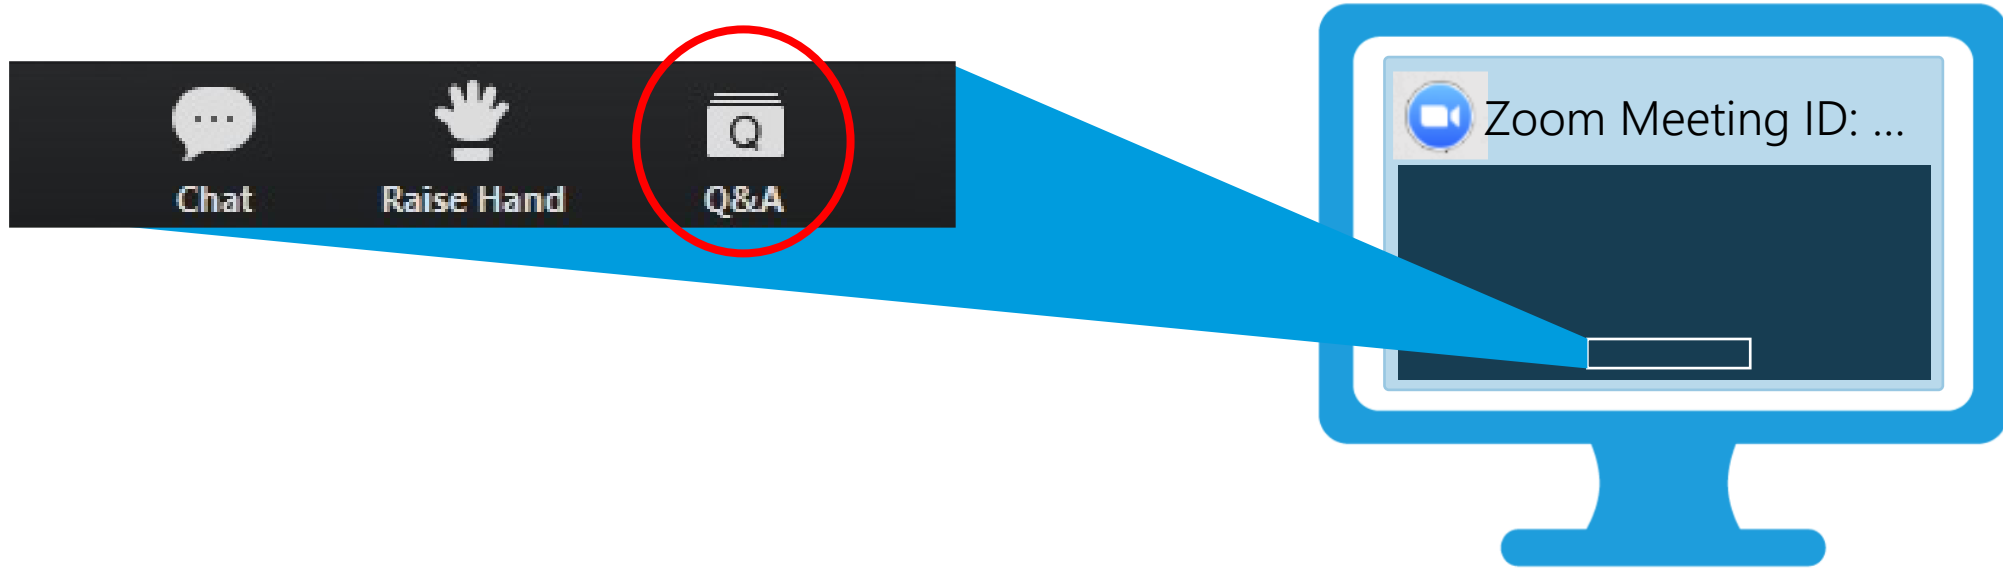 Chat
Raise Hand
Q
Q&A
Zoom Meeting ID: ...